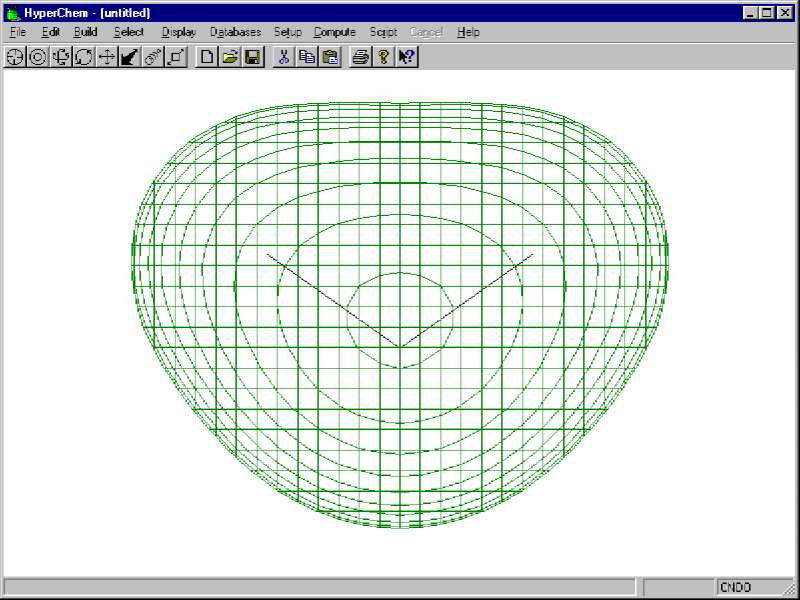 HyperChem - [untitled]
File Edit Build Select Display Databases Setup Compute Script Cancel Help
CNDO